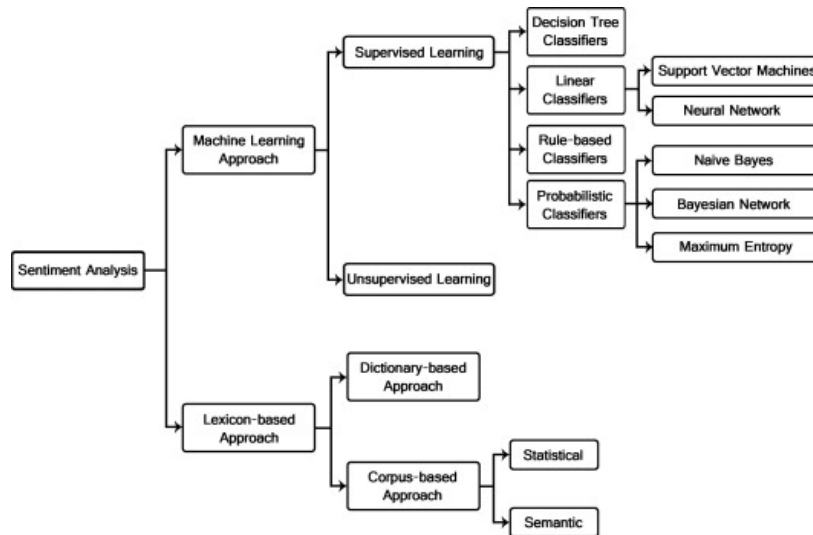 Decision Tree
Classifiers
Supervised Learning
Linear
Classifiers
Support Vector Machines
Neural Network
Machine Learning
Approach
Rule-based
Classifiers
Naive Bayes
Probabilistic
Classifiers
Bayesian Network
Maximum Entropy
Sentiment Analysis
Unsupervised Learning
Dictionary-based
Approach
Lexicon-based
Approach
Statistical
Corpus-based
Approach
Semantic